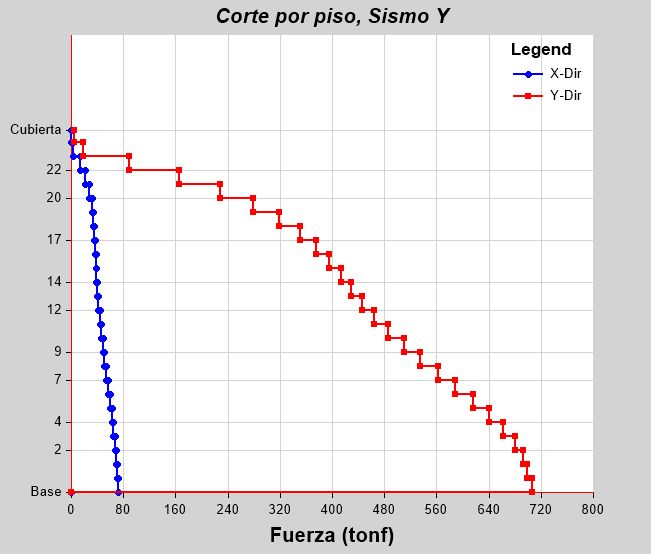 Corte por piso, Sismo Y
Legend
X-Dir
Y-Dir
Cubierta
22
20
17
14
12
9
7
4
2
Base
0 80 160 240 320 400 480 560 640 720 800
Fuerza (tonf)